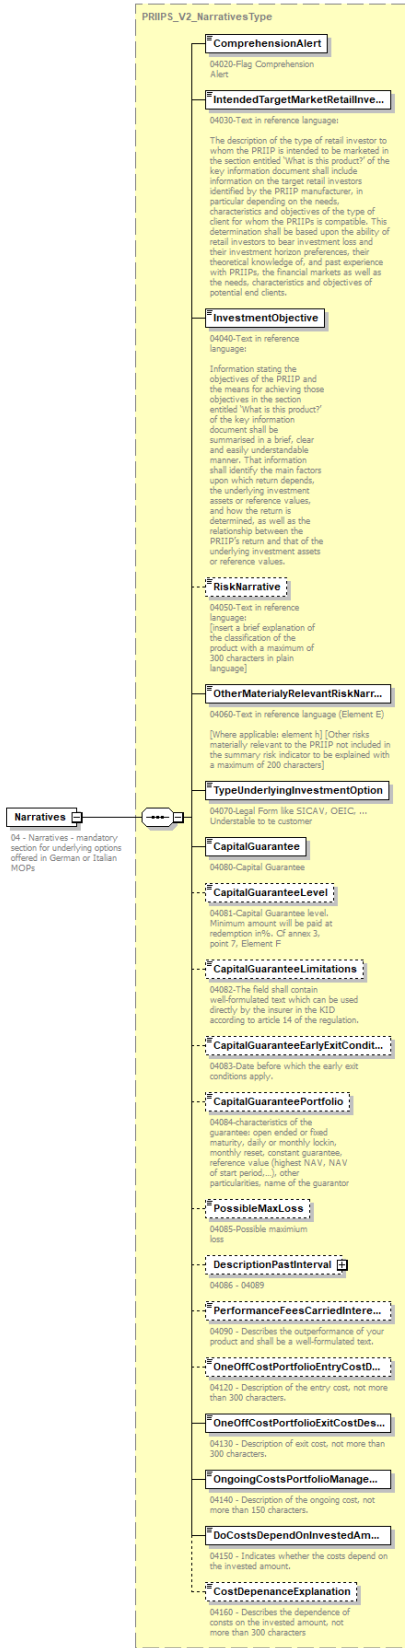 PRIIPS_V2_NarrativesType
ComprehensionAlert
04020-Flag Comprehension
Alert
IntendedTargetMarketRetailInve...
04030-Text in reference language:
The description of the type of retail investor to
whom the PRIIP is intended to be marketed in
the section entitled 'What is this product?' of the
key information document shall include
information on the target retail investors
identified by the PRIIP manufacturer, in
particular depending on the needs,
characteristics and objectives of the type of
client for whom the PRIIPs is compatible. This
determination shall be based upon the ability of
retail investors to bear investment loss and
their investment horizon preferences, their
theoretical knowledge of, and past experience
with PRIIPs, the financial markets as well as
the needs, characteristics and objectives of
potential end clients.
InvestmentObjective
04040-Text in reference
language:
Information stating the
objectives of the PRIIP and
the means for achieving those
objectives in the section
entitled 'What is this product?'
of the key information
document shall be
summarised in a brief, clear
and easily understandable
manner. That information
shall identify the main factors
upon which return depends,
the underlying investment
assets or reference values,
and how the return is
determined, as well as the
relationship between the
PRIIP's return and that of the
underlying investment assets
or reference values.
RiskNarrative
04050-Text in reference
language:
[insert a brief explanation of
the classification of the
product with a maximum of
300 characters in plain
language]
OtherMaterialyRelevantRiskNarr...
04060-Text in reference language (Element E)
[Where applicable: element h] [Other risks
materially relevant to the PRIIP not included in
the summary risk indicator to be explained with
a maximum of 200 characters]
TypeUnderlyingInvestmentOption
04070-Legal Form like SICAV, OEIC, ...
Understable to te customer
Narratives
04 - Narratives - mandatory
section for underlying options
offered in German or Italian
MOPs
CapitalGuarantee
04080-Capital Guarantee
CapitalGuaranteeLevel
04081-Capital Guarantee level.
Minimum amount will be paid at
redemption in%. Cf annex 3,
point 7, Element F
CapitalGuaranteeLimitations
04082-The field shall contain
well-formulated text which can be used
directly by the insurer in the KID
according to article 14 of the regulation.
CapitalGuaranteeEarlyExitCondit...
04083-Date before which the early exit
conditions apply.
CapitalGuaranteePortfolio
04084-characteristics of the
guarantee: open ended or fixed
maturity, daily or monthly lockin,
monthly reset, constant guarantee,
reference value (highest NAV, NAV
of start period,...), other
particularities, name of the guarantor
PossibleMaxLoss
04085-Possible maximium
loss
DescriptionPastInterval
04086 - 04089
PerformanceFeesCarriedIntere...
04090 - Describes the outperformance of your
product and shall be a well-formulated text.
OneOffCostPortfolioEntryCostD...
04120 - Description of the entry cost, not more
than 300 characters.
OneOffCostPortfolioExitCostDes...
04130 - Description of exit cost, not more than
300 characters.
OngoingCostsPortfolioManage...
04140 - Description of the ongoing cost, not
more than 150 characters.
DoCostsDependOnInvestedAm...
04150 - Indicates whether the costs depend on
the invested amount.
CostDepenanceExplanation
04160 - Describes the dependence of
consts on the invested amount, not
more than 300 characters